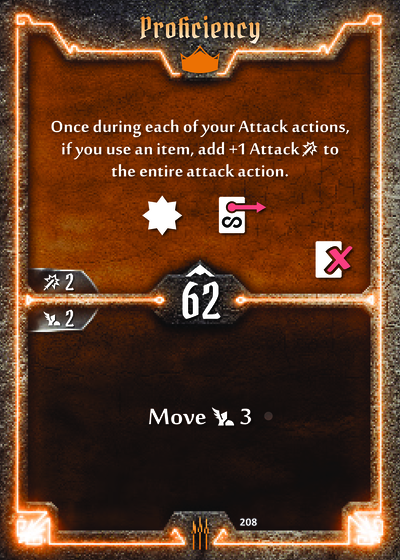 Proficiency
Once during each of your Attack actions,
if you use an item, add +1 Attack to
the entire attack action.
2
62
2
Move 3
208